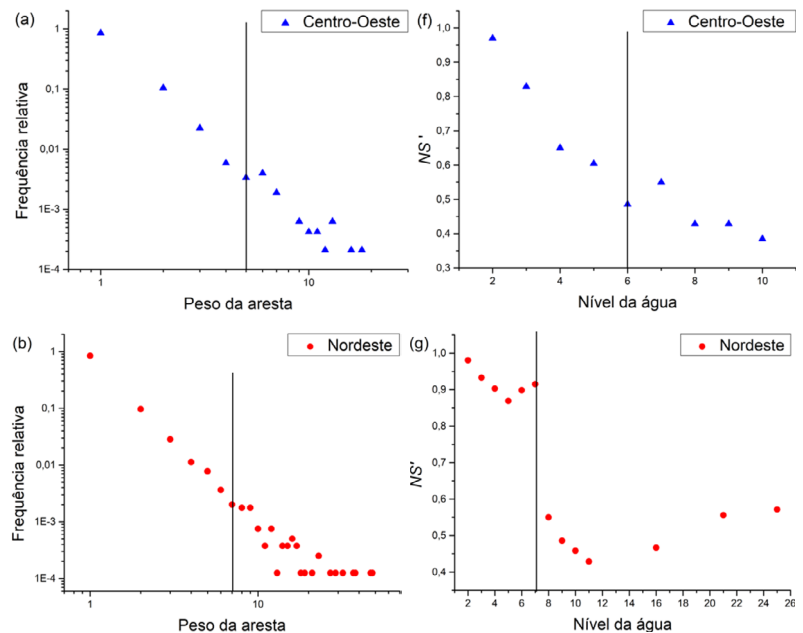 (a)
Centro-Oeste
1
0,1
0,01
1E-3
1E-4
Frequência relativa
1
10
Peso da aresta
(f)
Centro-Oeste
1,0
0,9
0,8
0,7
0,6
0,5
0,4
0,3
NS'
2
4
6
8
10
Nível da água
(b)
Nordeste
1
0,1
0,01
1E-3
1E-4
Frequência relativa
1
10
Peso da aresta
(g)
Nordeste
1,0
0,9
0,8
0,7
0,6
0,5
0,4
NS'
2 4 6 8 10 12 14 16 18 20 22 24 26
Nível da água